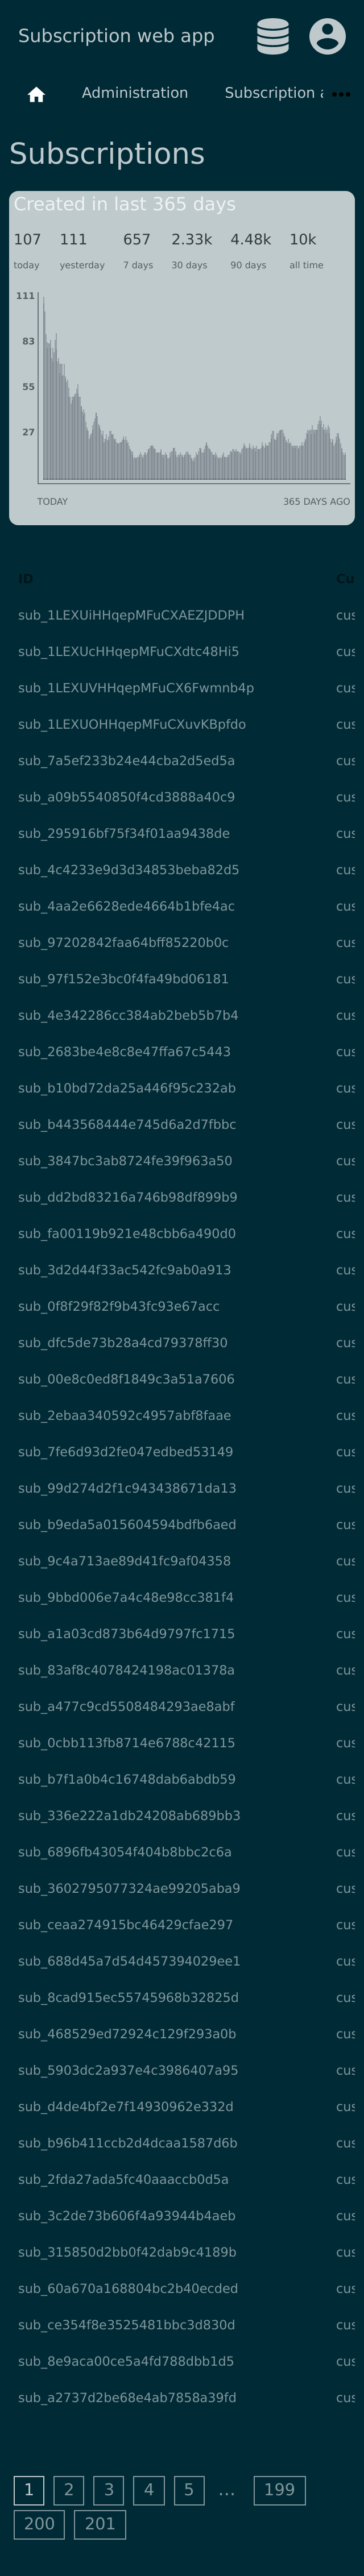 Subscription web app
Administration Subscription a
Subscriptions
Created in last 365 days
107 111 657 2.33k 4.48k 10k
today yesterday 7 days 30 days 90 days all time
111
83
55
27
TODAY 365 DAYS AGO
ID Cu
sub_1LEXUiHHqepMFuCXAEZJDDPH cus
sub_1LEXUcHHqepMFuCXdtc48Hi5 cus
sub_1LEXUVHHqepMFuCX6Fwmnb4p cus
sub_1LEXUOHHqepMFuCXuvKBpfdo cus
sub_7a5ef233b24e44cba2d5ed5a cus
sub_a09b5540850f4cd3888a40c9 cus
sub_295916bf75f34f01aa9438de cus
sub_4c4233e9d3d34853beba82d5 cus
sub_4aa2e6628ede4664b1bfe4ac cus
sub_97202842faa64bff85220b0c cus
sub_97f152e3bc0f4fa49bd06181 cus
sub_4e342286cc384ab2beb5b7b4 cus
sub_2683be4e8c8e47ffa67c5443 cus
sub_b10bd72da25a446f95c232ab cus
sub_b443568444e745d6a2d7fbbc cus
sub_3847bc3ab8724fe39f963a50 cus
sub_dd2bd83216a746b98df899b9 cus
sub_fa00119b921e48cbb6a490d0 cus
sub_3d2d44f33ac542fc9ab0a913 cus
sub_0f8f29f82f9b43fc93e67acc cus
sub_dfc5de73b28a4cd79378ff30 cus
sub_00e8c0ed8f1849c3a51a7606 cus
sub_2ebaa340592c4957abf8faae cus
sub_7fe6d93d2fe047edbed53149 cus
sub_99d274d2f1c943438671da13 cus
sub_b9eda5a015604594bdfb6aed cus
sub_9c4a713ae89d41fc9af04358 cus
sub_9bbd006e7a4c48e98cc381f4 cus
sub_a1a03cd873b64d9797fc1715 cus
sub_83af8c4078424198ac01378a cus
sub_a477c9cd5508484293ae8abf cus
sub_0cbb113fb8714e6788c42115 cus
sub_b7f1a0b4c16748dab6abdb59 cus
sub_336e222a1db24208ab689bb3 cus
sub_6896fb43054f404b8bbc2c6a cus
sub_3602795077324ae99205aba9 cus
sub_ceaa274915bc46429cfae297 cus
sub_688d45a7d54d457394029ee1 cus
sub_8cad915ec55745968b32825d cus
sub_468529ed72924c129f293a0b cus
sub_5903dc2a937e4c3986407a95 cus
sub_d4de4bf2e7f14930962e332d cus
sub_b96b411ccb2d4dcaa1587d6b cus
sub_2fda27ada5fc40aaaccb0d5a cus
sub_3c2de73b606f4a93944b4aeb cus
sub_315850d2bb0f42dab9c4189b cus
sub_60a670a168804bc2b40ecded cus
sub_ce354f8e3525481bbc3d830d cus
sub_8e9aca00ce5a4fd788dbb1d5 cus
sub_a2737d2be68e4ab7858a39fd cus
1 2 3 4 5 ... 199
200 201